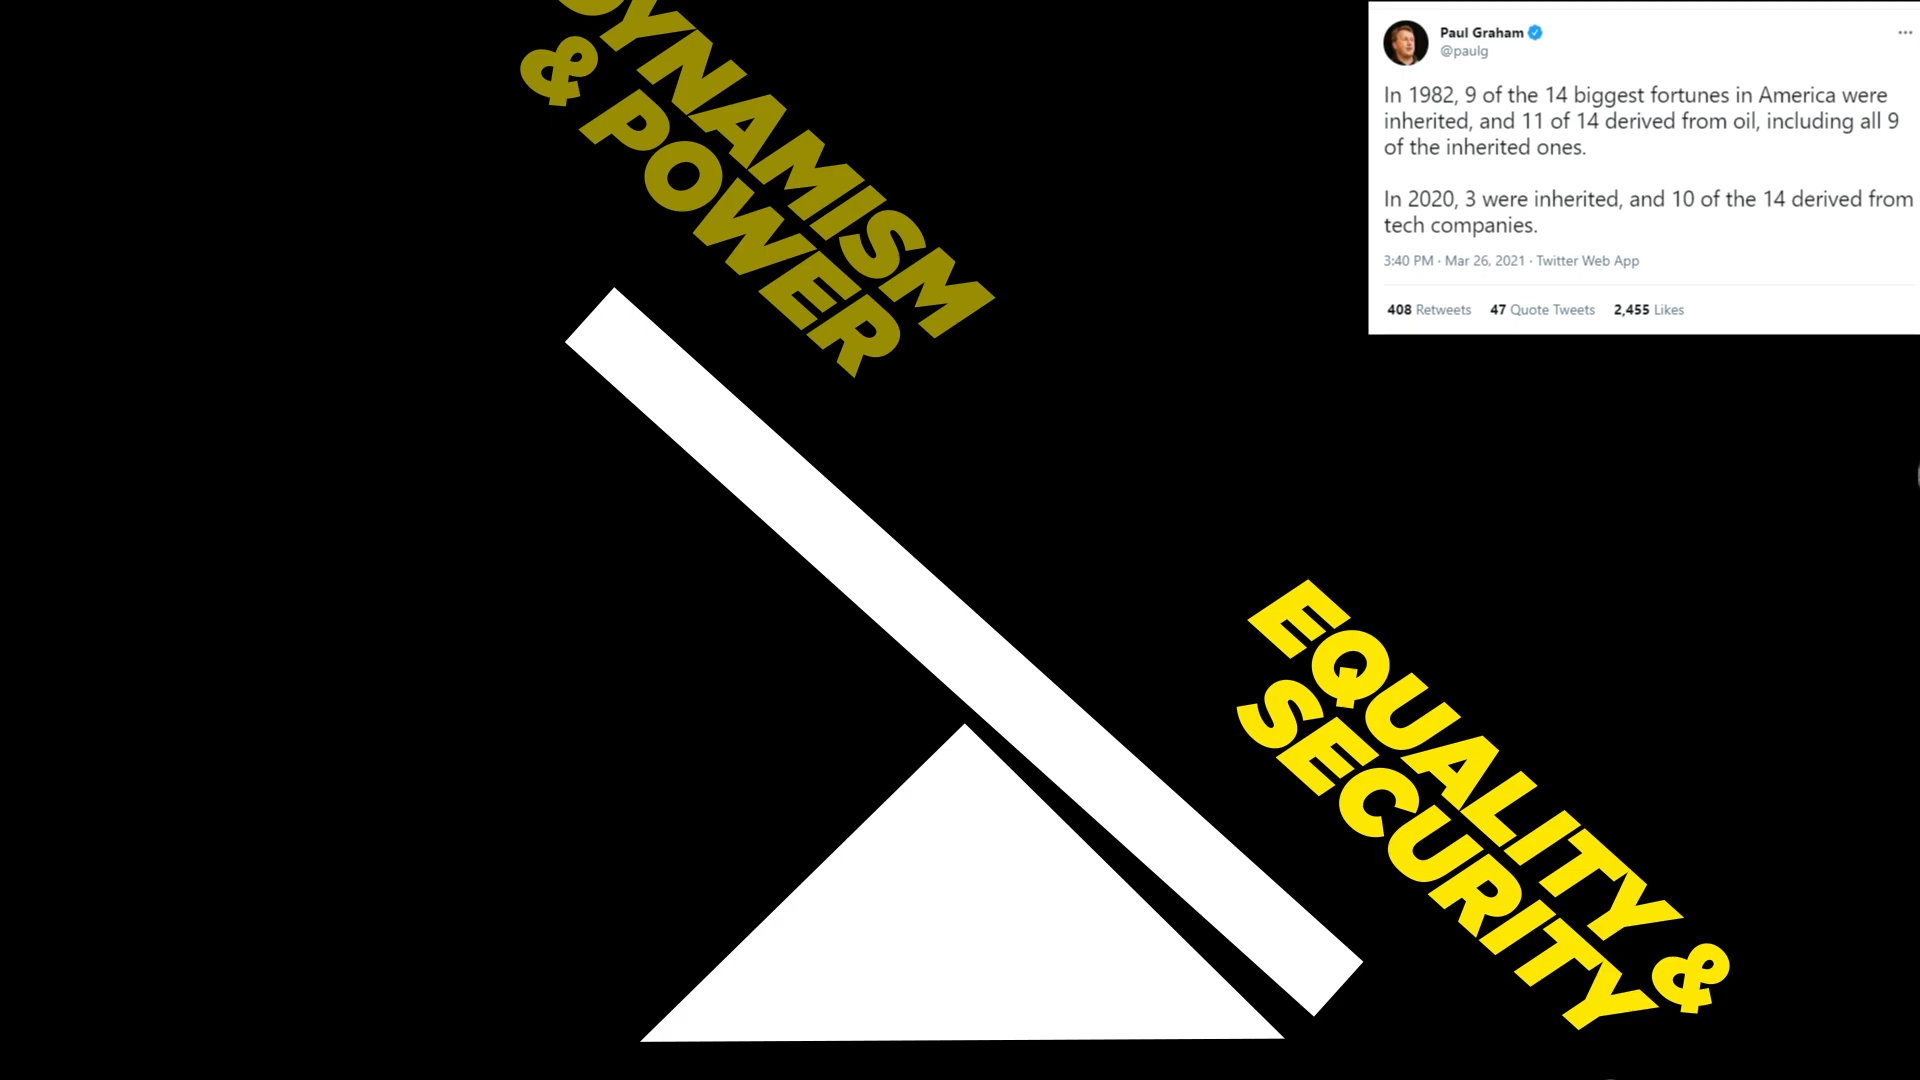 DYNAMISM
& POWER
Paul Graham
@paulg
In 1982, 9 of the 14 biggest fortunes in America were
inherited, and 11 of 14 derived from oil, including all 9
of the inherited ones.
In 2020, 3 were inherited, and 10 of the 14 derived from
tech companies.
3:40 PM · Mar 26, 2021 · Twitter Web App
408 Retweets 47 Quote Tweets 2,455 Likes
EQUALITY &
SECURITY